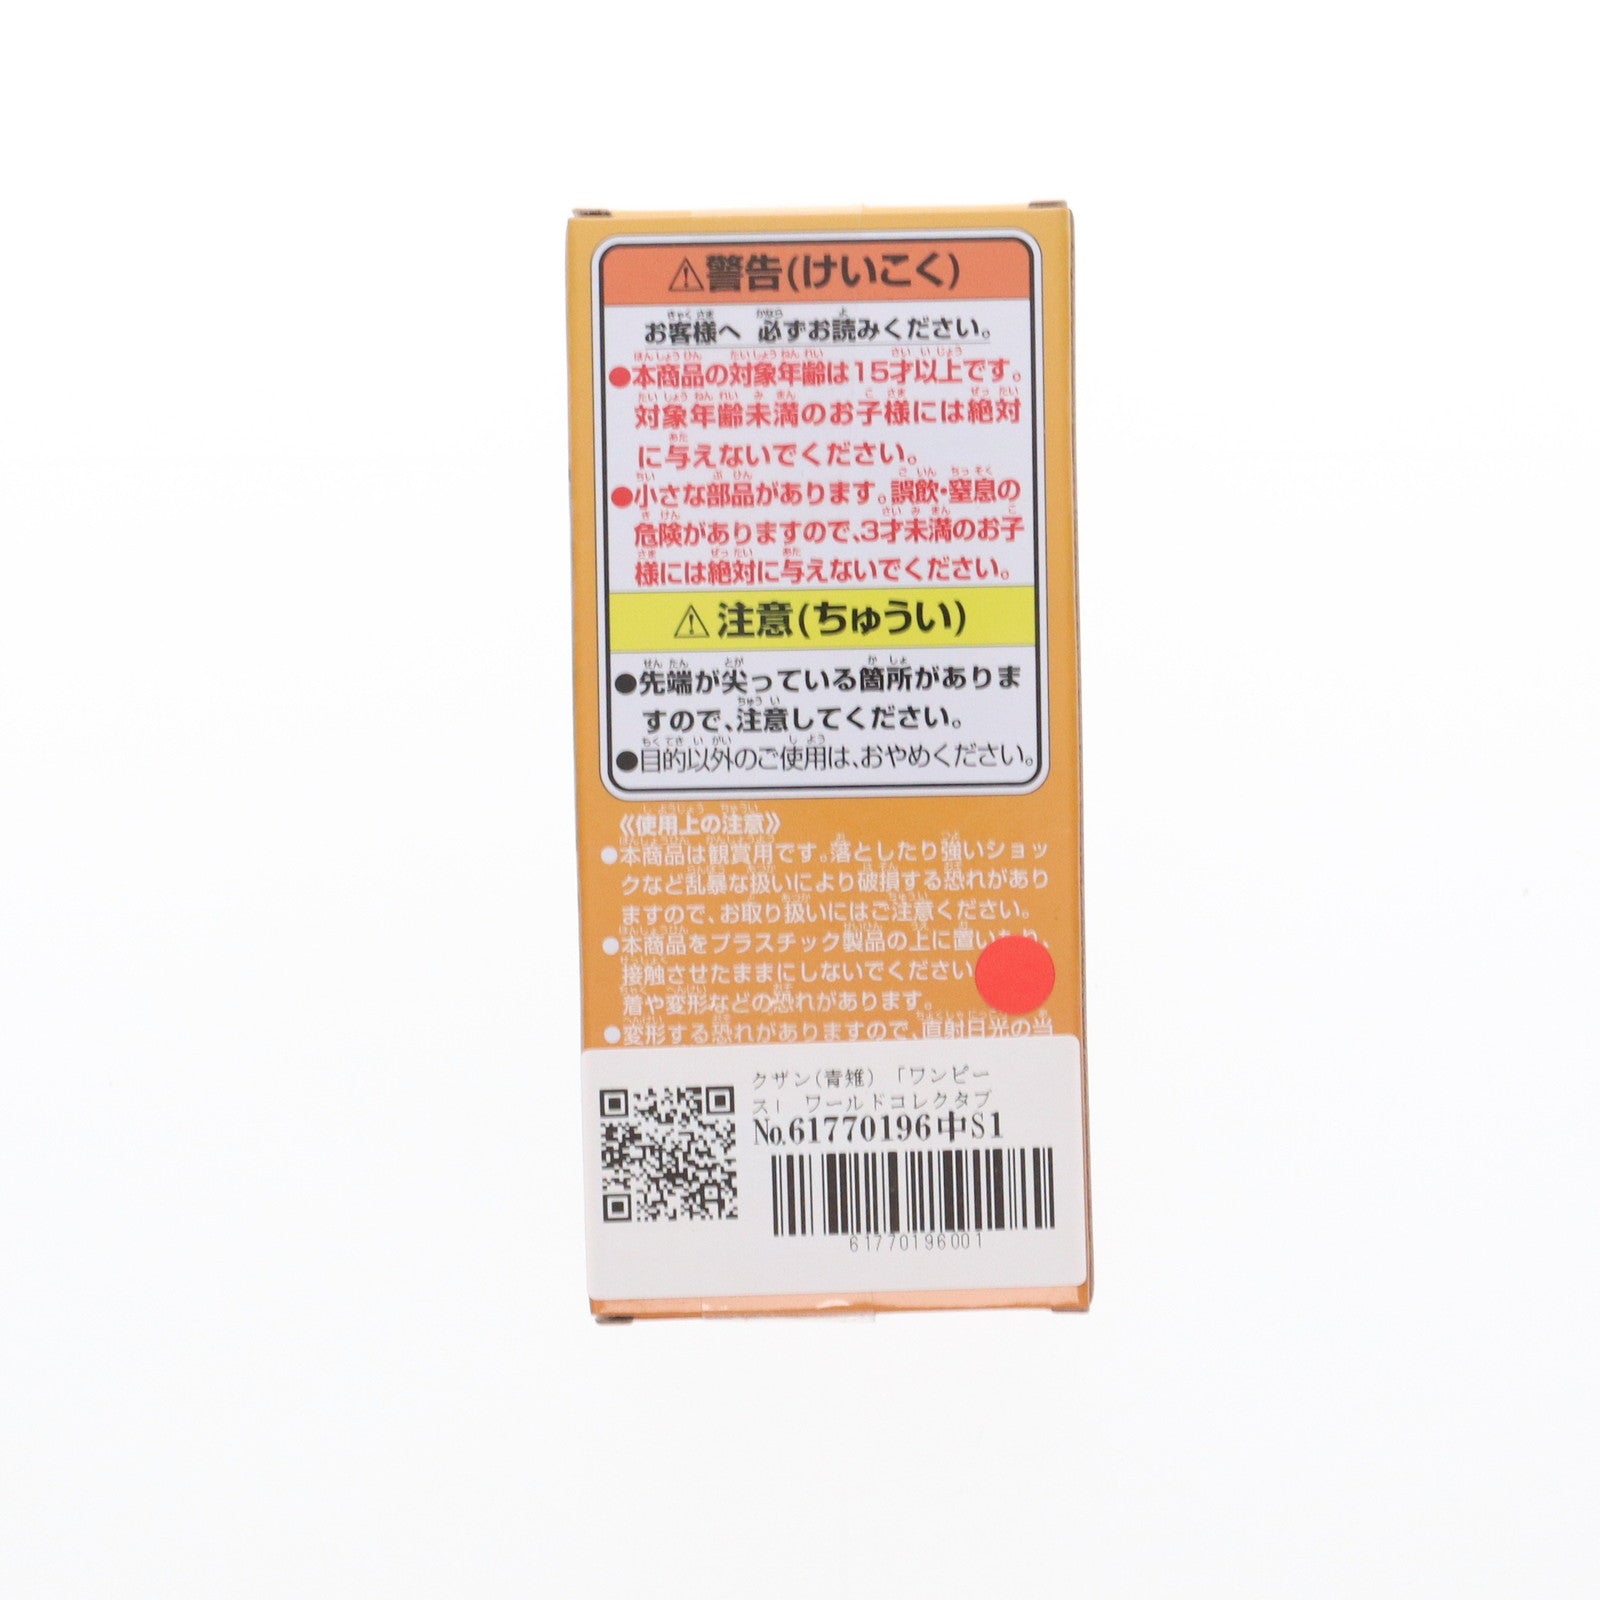 ⚠警告(けいこく)
お客様へ 必ずお読みください。
●本商品の対象年齢は15才以上です。
対象年齢未満のお子様には絶対
に与えないでください。
●小さな部品があります。誤飲・窒息の
危険がありますので、3才未満のお子
様には絶対に与えないでください。
⚠注意(ちゅうい)
●先端が尖っている箇所がありま
すので、注意してください。
●目的以外のご使用は、おやめください。
《使用上の注意》
●本商品は観賞用です。落としたり強いショッ
クなど乱暴な扱いにより破損する恐れがあり
ますので、お取り扱いにはご注意ください。
●本商品をプラスチック製品の上に置いたり、
接触させたままにしないでください
着や変形などの恐れがあります。
●変形する恐れがありますので、直射日光の当
クザン(青雉) 「ワンピー
ス」 ワールドコレクタブ
No.61770196中S1
61770196001